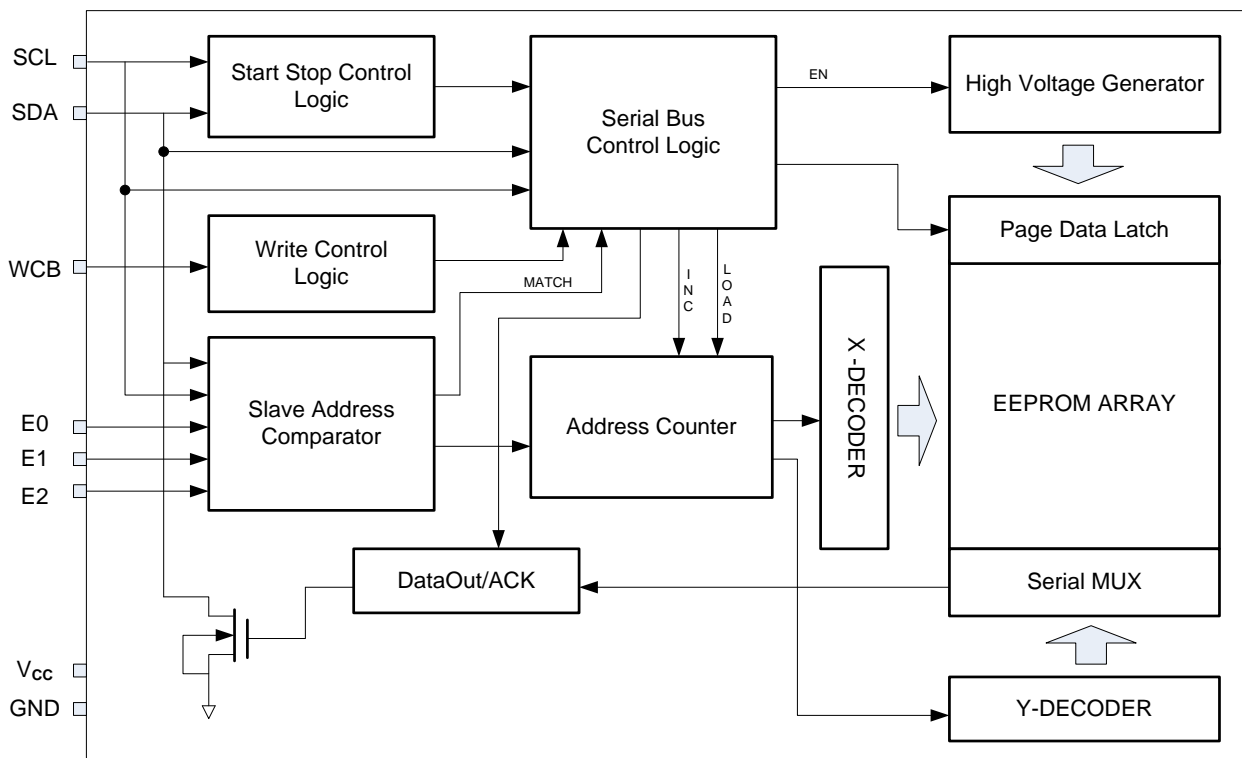 SCL
SDA
WCB
E0
E1
E2
Vcc
GND
Start Stop Control
Logic
Write Control
Logic
Slave Address
Comparator
MATCH
Serial Bus
Control Logic
EN
INC
LOAD
Address Counter
DataOut/ACK
X -DECODER
High Voltage Generator
Page Data Latch
EEPROM ARRAY
Serial MUX
Y-DECODER